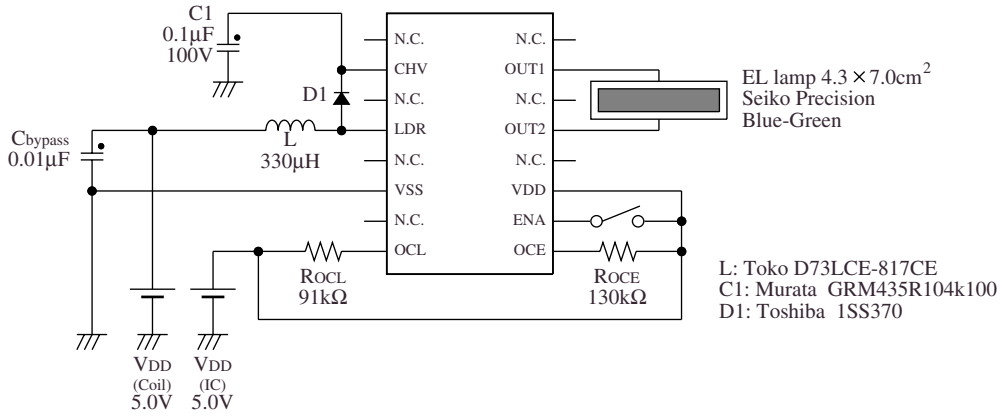 C1
0.1µF
100V
D1
Cbypass
0.01µF
L
330µH
N.C.
CHV
N.C.
LDR
N.C.
VSS
N.C.
OCL
N.C.
OUT1
N.C.
OUT2
N.C.
VDD
ENA
OCE
EL lamp 4.3 × 7.0cm²
Seiko Precision
Blue-Green
ROCL
91kΩ
ROCE
130kΩ
L: Toko D73LCE-817CE
C1: Murata GRM435R104k100
D1: Toshiba 1SS370
VDD
(Coil)
5.0V
VDD
(IC)
5.0V